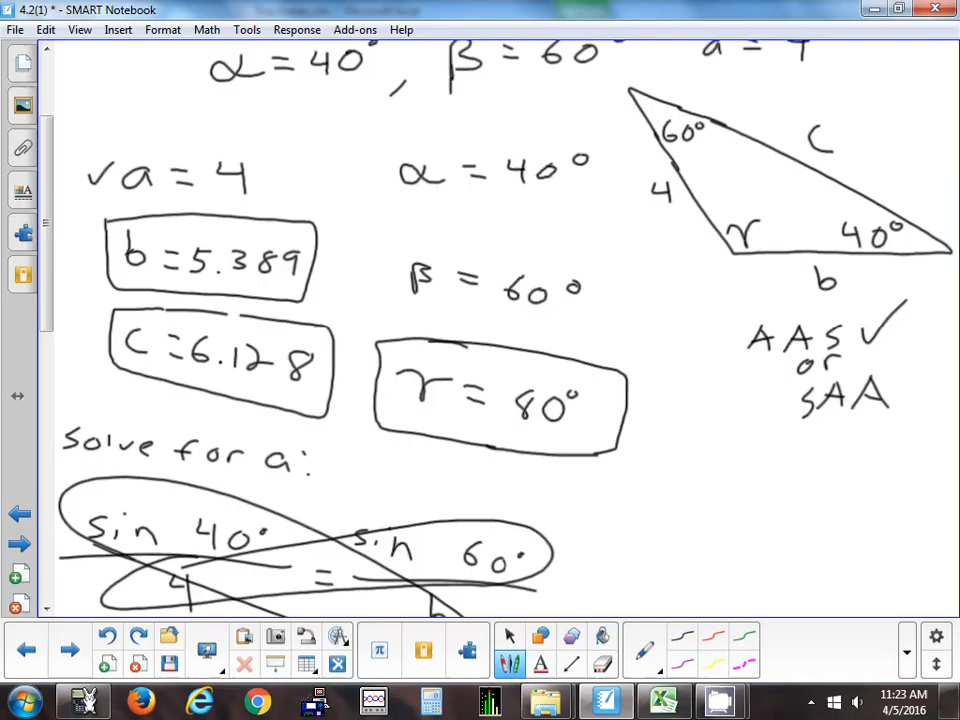 4.2(1) * - SMART Notebook
File Edit View Insert Format Math Tools Response Add-ons Help
α = 40° , β = 60° a = 4
60° c
√ a = 4 α = 40° 4
γ 40°
b = 5.389 β = 60° b
c = 6.128 AAS ✓
or
γ = 80° SAA
solve for a:
sin 40° = sin 60°
4 b
11:23 AM
4/5/2016